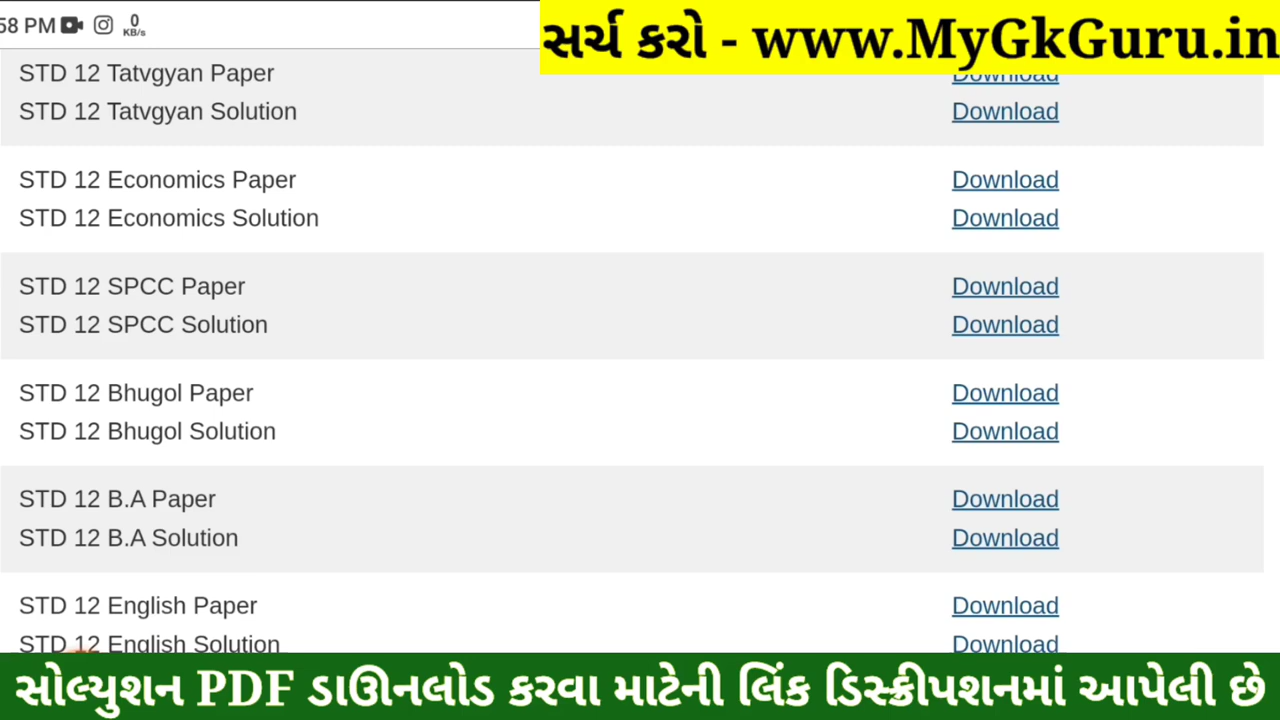 58 PM 0 KB/s
સર્ચ કરો - www.MyGkGuru.in
STD 12 Tatvgyan Paper Download
STD 12 Tatvgyan Solution Download
STD 12 Economics Paper Download
STD 12 Economics Solution Download
STD 12 SPCC Paper Download
STD 12 SPCC Solution Download
STD 12 Bhugol Paper Download
STD 12 Bhugol Solution Download
STD 12 B.A Paper Download
STD 12 B.A Solution Download
STD 12 English Paper Download
STD 12 English Solution Download
સોલ્યુશન PDF ડાઊનલોડ કરવા માટેની લિંક ડિસ્ક્રીપશનમાં આપેલી છે